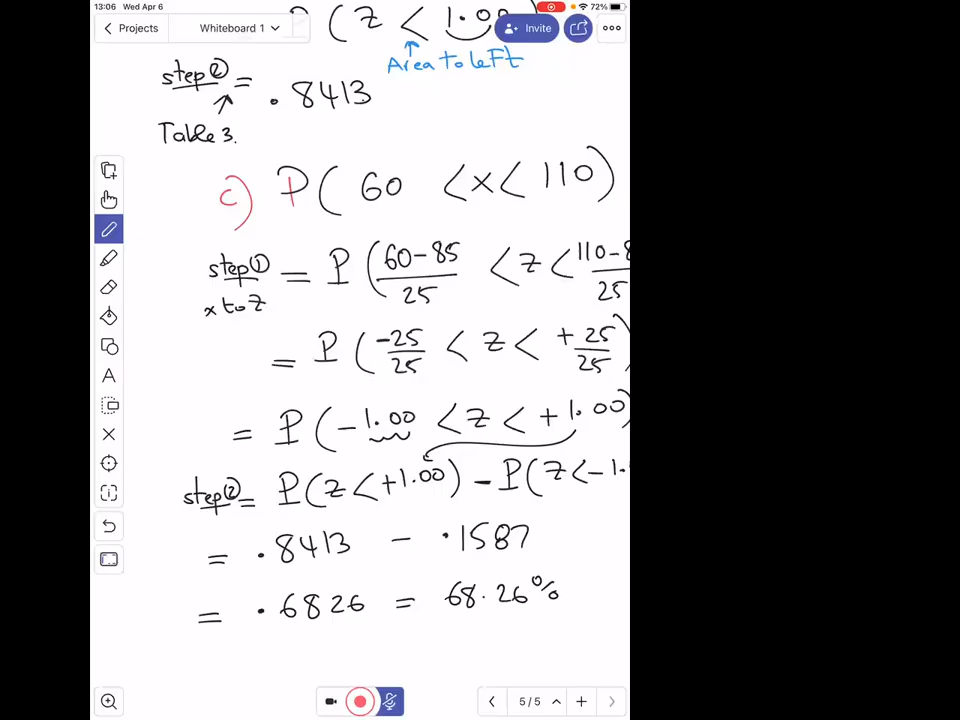 13:06 Wed Apr 6
72%
Projects
Whiteboard 1
Invite
P(Z < 1.00
Area to left
step② = .8413
Table 3.
c) P( 60 < x < 110)
step① = P( 60-85/25 < Z < 110-8/25
x to Z
= P( -25/25 < Z < +25/25 )
= P( -1.00 < Z < +1.00)
step② = P(Z < +1.00) - P(Z < -1.
= .8413 - .1587
= .6826 = 68.26%
5/5